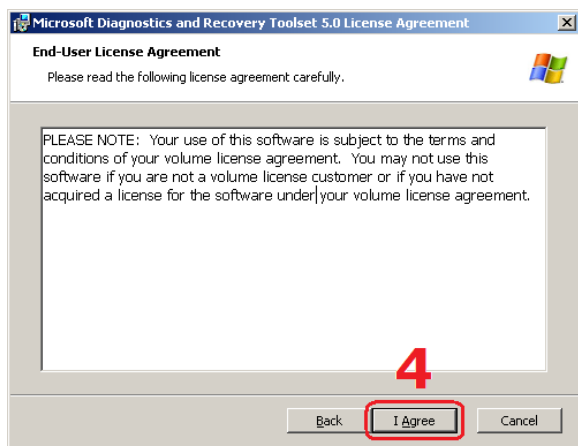 Microsoft Diagnostics and Recovery Toolset 5.0 License Agreement
End-User License Agreement
Please read the following license agreement carefully.
PLEASE NOTE:  Your use of this software is subject to the terms and
conditions of your volume license agreement.  You may not use this
software if you are not a volume license customer or if you have not
acquired a license for the software under your volume license agreement.
4
Back
I Agree
Cancel